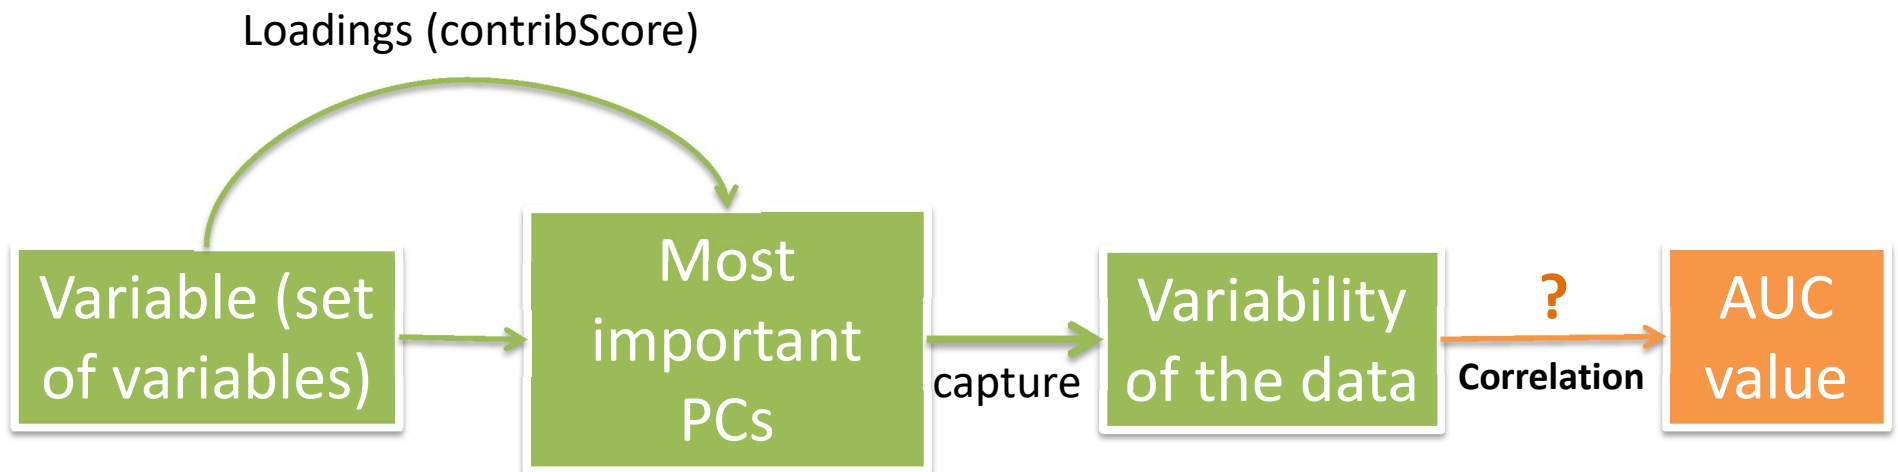 Loadings (contribScore)
Variable (set
of variables)
Most
important
PCs
capture
Variability
of the data
?
Correlation
AUC
value